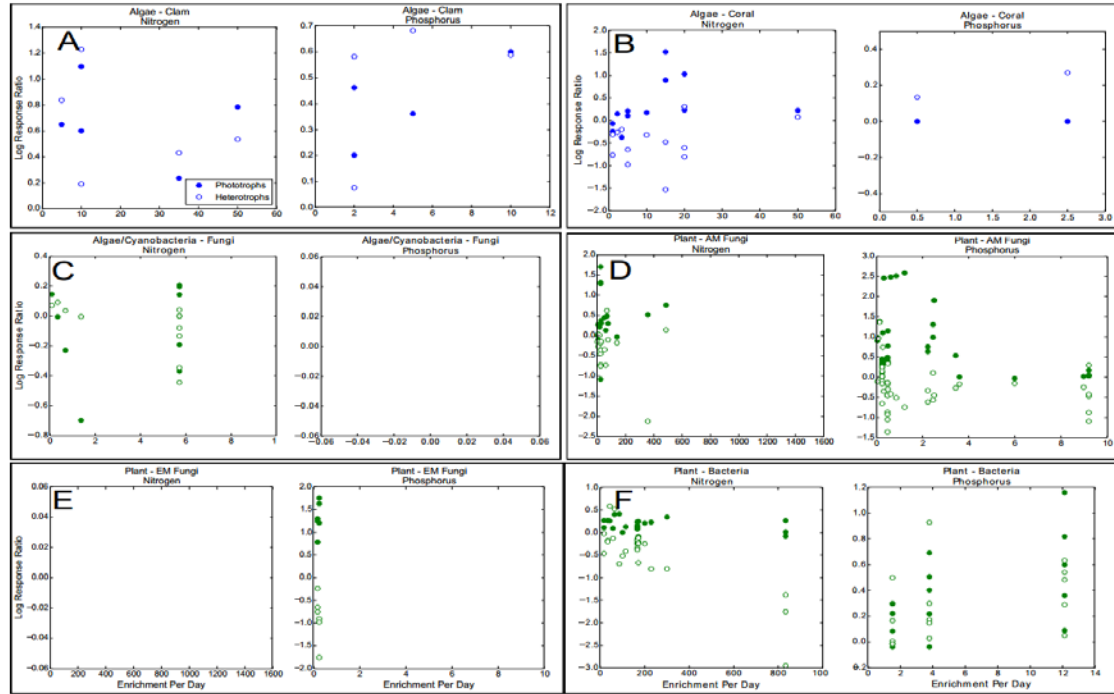 A
Algae - Clam
Nitrogen
Log Response Ratio
1.4
1.2
1.0
0.8
0.6
0.4
0.2
0.0
Phototrophs
Heterotrophs
0 10 20 30 40 50 60
Algae - Clam
Phosphorus
0.7
0.6
0.5
0.4
0.3
0.2
0.1
0.0
0 2 4 6 8 10 12
B
Algae - Coral
Nitrogen
Log Response Ratio
2.0
1.5
1.0
0.5
0.0
−0.5
−1.0
−1.5
−2.0
0 10 20 30 40 50 60
Algae - Coral
Phosphorus
0.4
0.2
0.0
−0.2
−0.4
0.0 0.5 1.0 1.5 2.0 2.5 3.0
C
Algae/Cyanobacteria - Fungi
Nitrogen
Log Response Ratio
0.4
0.2
0.0
−0.2
−0.4
−0.6
−0.8
0 2 4 6 8 1
Algae/Cyanobacteria - Fungi
Phosphorus
0.06
0.04
0.02
0.00
−0.02
−0.04
−0.06
−0.06 −0.04 −0.02 0.00 0.02 0.04 0.06
D
Plant - AM Fungi
Nitrogen
Log Response Ratio
2.0
1.5
1.0
0.5
0.0
−0.5
−1.0
−1.5
−2.0
−2.5
0 200 400 600 800 1000 1200 1400 1600
Plant - AM Fungi
Phosphorus
3.0
2.5
2.0
1.5
1.0
0.5
0.0
−0.5
−1.0
−1.5
0 2 4 6 8 10
E
Plant - EM Fungi
Nitrogen
Log Response Ratio
0.06
0.04
0.02
0.00
−0.02
−0.04
−0.06
0 200 400 600 800 1000 1200 1400 1600
Enrichment Per Day
Plant - EM Fungi
Phosphorus
2.0
1.5
1.0
0.5
0.0
−0.5
−1.0
−1.5
−2.0
0 2 4 6 8 10
Enrichment Per Day
F
Plant - Bacteria
Nitrogen
Log Response Ratio
1.0
0.5
0.0
−0.5
−1.0
−1.5
−2.0
−2.5
−3.0
0 200 400 600 800 100
Enrichment Per Day
Plant - Bacteria
Phosphorus
1.2
1.0
0.8
0.6
0.4
0.2
0.0
0.2
0 2 4 6 8 10 12 14
Enrichment Per Day